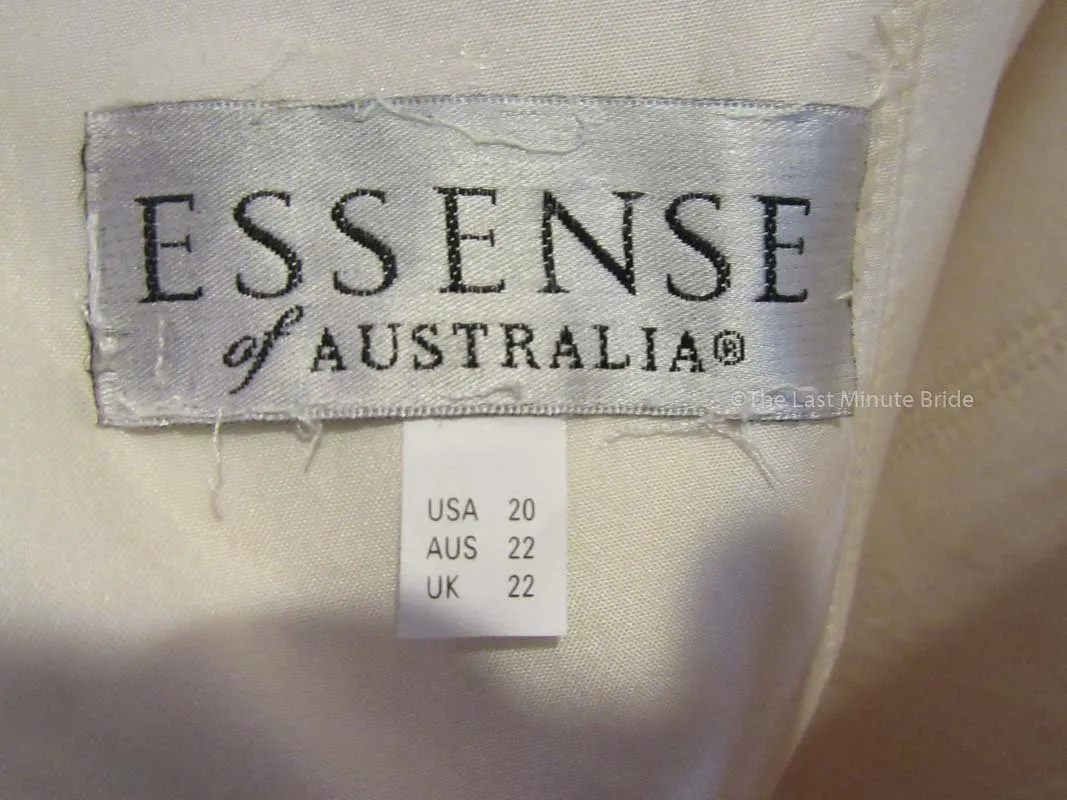 ESSENSE
of AUSTRALIA®
©The Last Minute Bride
USA 20
AUS 22
UK 22